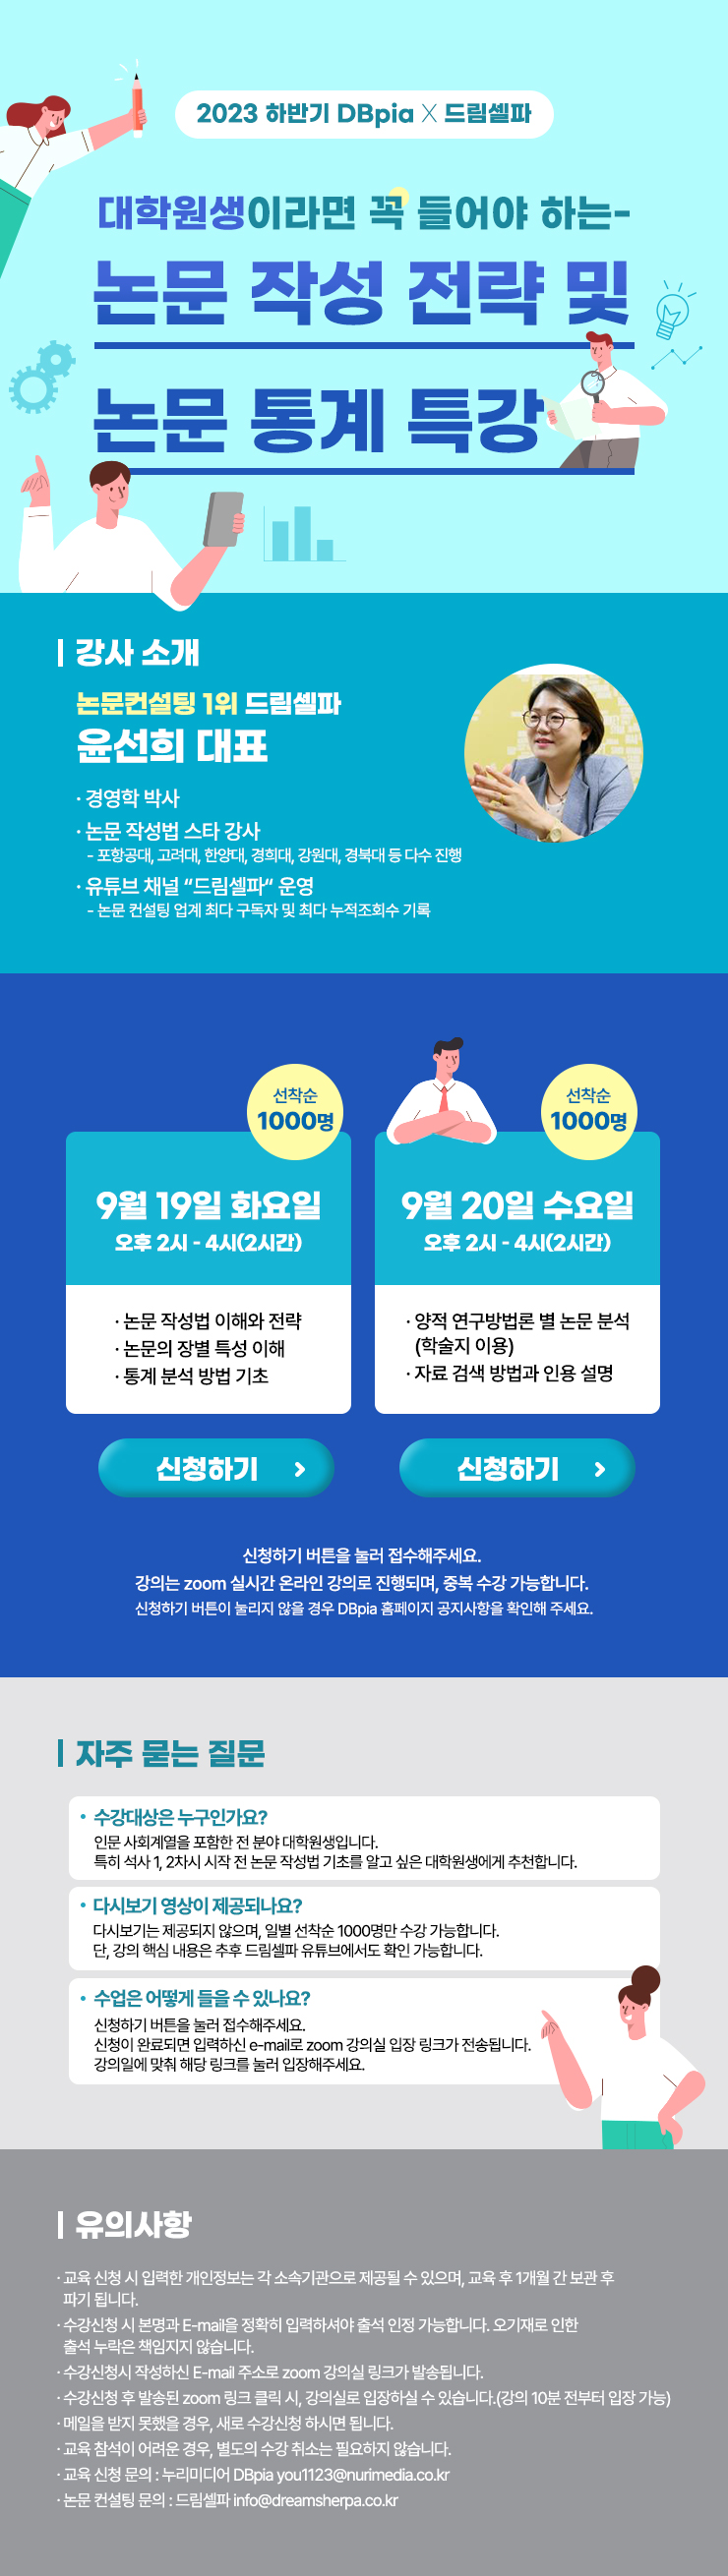 2023 하반기 DBpia X 드림셀파
대학원생이라면 꼭 들어야 하는-
논문 작성 전략 및
논문 통계 특강
강사 소개
논문컨설팅 1위 드림셀파
윤선희 대표
· 경영학 박사
· 논문 작성법 스타 강사
- 포항공대, 고려대, 한양대, 경희대, 강원대, 경북대 등 다수 진행
· 유튜브 채널 “드림셀파“ 운영
- 논문 컨설팅 업계 최다 구독자 및 최다 누적조회수 기록
선착순
1000명
9월 19일 화요일
오후 2시 - 4시(2시간)
· 논문 작성법 이해와 전략
· 논문의 장별 특성 이해
· 통계 분석 방법 기초
신청하기
선착순
1000명
9월 20일 수요일
오후 2시 - 4시(2시간)
· 양적 연구방법론 별 논문 분석
(학술지 이용)
· 자료 검색 방법과 인용 설명
신청하기
신청하기 버튼을 눌러 접수해주세요.
강의는 zoom 실시간 온라인 강의로 진행되며, 중복 수강 가능합니다.
신청하기 버튼이 눌리지 않을 경우 DBpia 홈페이지 공지사항을 확인해 주세요.
자주 묻는 질문
• 수강대상은 누구인가요?
인문 사회계열을 포함한 전 분야 대학원생입니다.
특히 석사 1, 2차시 시작 전 논문 작성법 기초를 알고 싶은 대학원생에게 추천합니다.
• 다시보기 영상이 제공되나요?
다시보기는 제공되지 않으며, 일별 선착순 1000명만 수강 가능합니다.
단, 강의 핵심 내용은 추후 드림셀파 유튜브에서도 확인 가능합니다.
• 수업은 어떻게 들을 수 있나요?
신청하기 버튼을 눌러 접수해주세요.
신청이 완료되면 입력하신 e-mail로 zoom 강의실 입장 링크가 전송됩니다.
강의일에 맞춰 해당 링크를 눌러 입장해주세요.
유의사항
· 교육 신청 시 입력한 개인정보는 각 소속기관으로 제공될 수 있으며, 교육 후 1개월 간 보관 후
파기 됩니다.
· 수강신청 시 본명과 E-mail을 정확히 입력하셔야 출석 인정 가능합니다. 오기재로 인한
출석 누락은 책임지지 않습니다.
· 수강신청시 작성하신 E-mail 주소로 zoom 강의실 링크가 발송됩니다.
· 수강신청 후 발송된 zoom 링크 클릭 시, 강의실로 입장하실 수 있습니다.(강의 10분 전부터 입장 가능)
· 메일을 받지 못했을 경우, 새로 수강신청 하시면 됩니다.
· 교육 참석이 어려운 경우, 별도의 수강 취소는 필요하지 않습니다.
· 교육 신청 문의 : 누리미디어 DBpia you1123@nurimedia.co.kr
· 논문 컨설팅 문의 : 드림셀파 info@dreamsherpa.co.kr